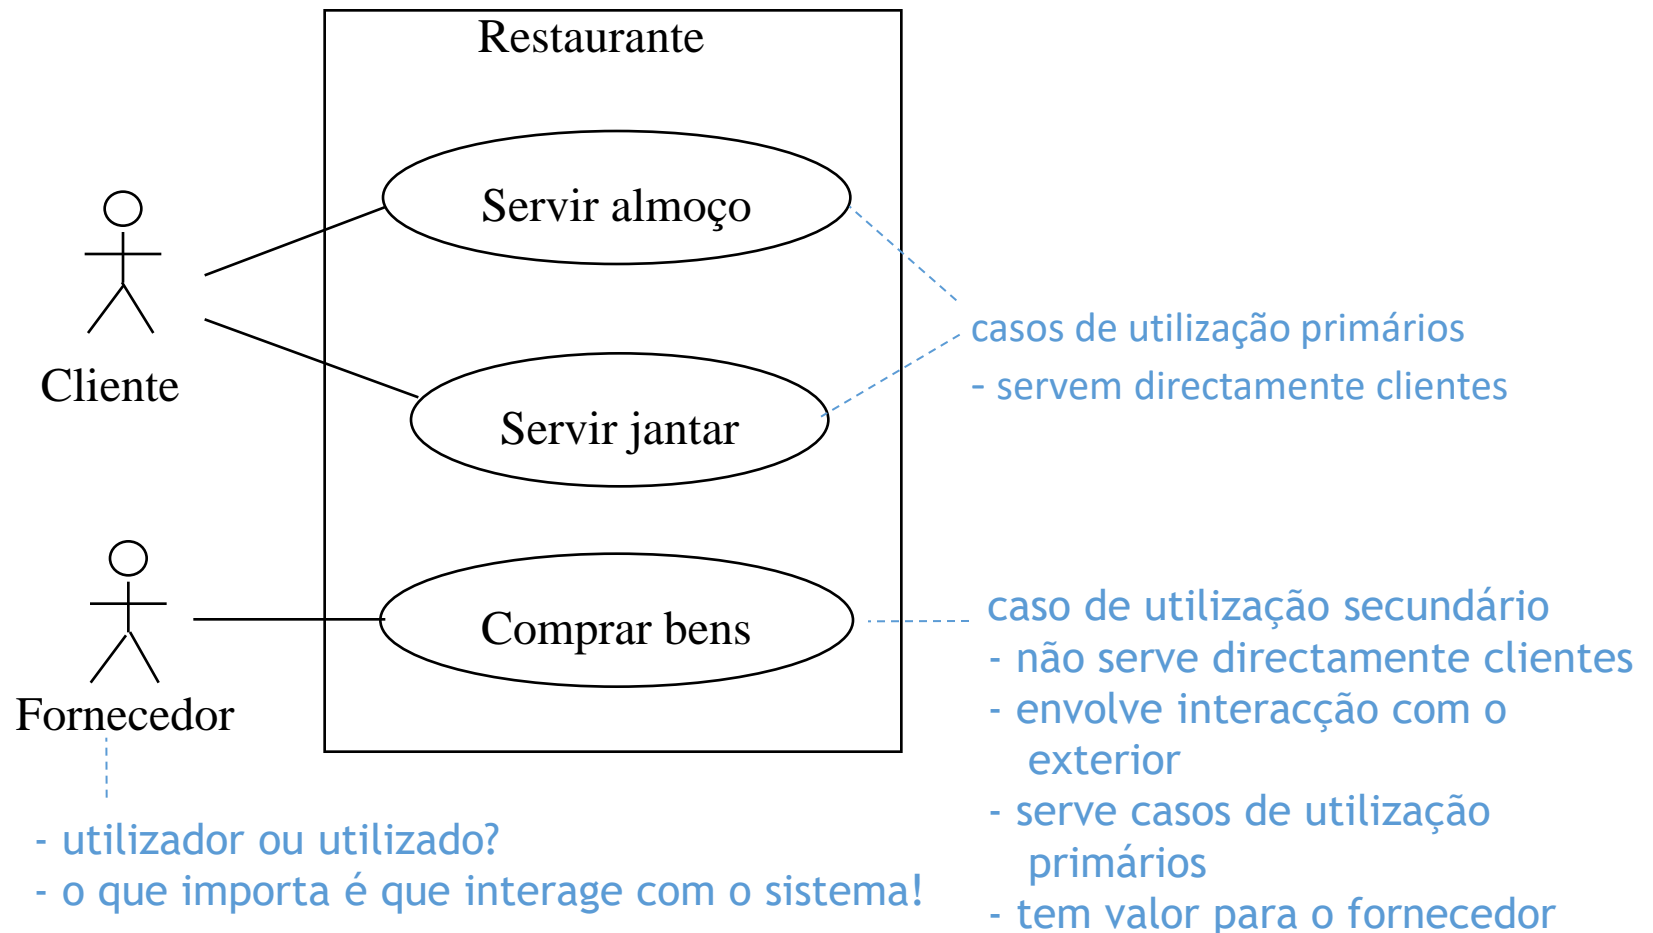 Restaurante
Servir almoço
casos de utilização primários
- servem directamente clientes
Cliente
Servir jantar
Comprar bens
Fornecedor
caso de utilização secundário
- não serve directamente clientes
- envolve interacção com o
exterior
- serve casos de utilização
primários
- tem valor para o fornecedor
- utilizador ou utilizado?
- o que importa é que interage com o sistema!